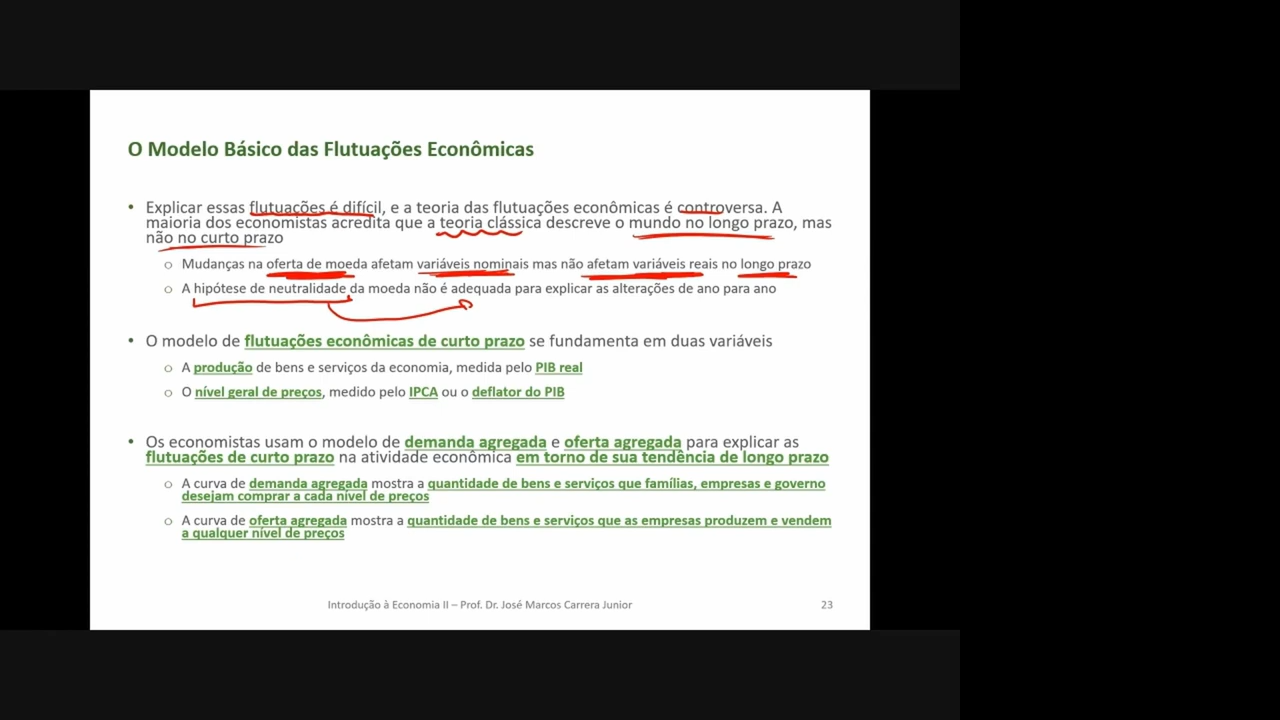 O Modelo Básico das Flutuações Econômicas
• Explicar essas flutuações é difícil, e a teoria das flutuações econômicas é controversa. A
maioria dos economistas acredita que a teoria clássica descreve o mundo no longo prazo, mas
não no curto prazo
o Mudanças na oferta de moeda afetam variáveis nominais mas não afetam variáveis reais no longo prazo
o A hipótese de neutralidade da moeda não é adequada para explicar as alterações de ano para ano
• O modelo de flutuações econômicas de curto prazo se fundamenta em duas variáveis
o A produção de bens e serviços da economia, medida pelo PIB real
o O nível geral de preços, medido pelo IPCA ou o deflator do PIB
• Os economistas usam o modelo de demanda agregada e oferta agregada para explicar as
flutuações de curto prazo na atividade econômica em torno de sua tendência de longo prazo
o A curva de demanda agregada mostra a quantidade de bens e serviços que famílias, empresas e governo
desejam comprar a cada nível de preços
o A curva de oferta agregada mostra a quantidade de bens e serviços que as empresas produzem e vendem
a qualquer nível de preços
Introdução à Economia II – Prof. Dr. José Marcos Carrera Junior 23